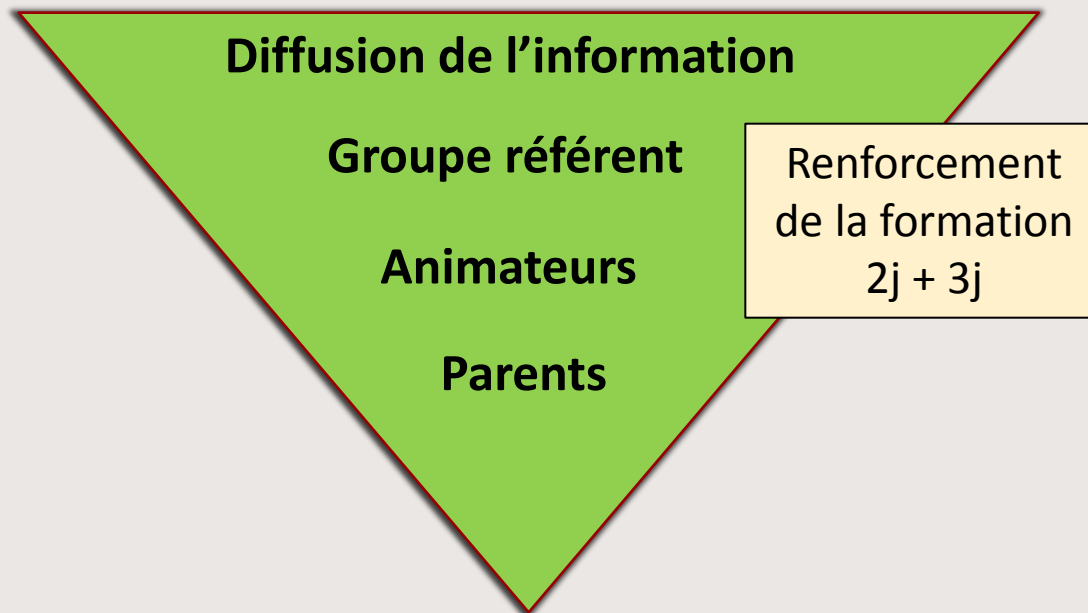 Diffusion de l’information
Groupe référent
Renforcement
de la formation
2j + 3j
Animateurs
Parents